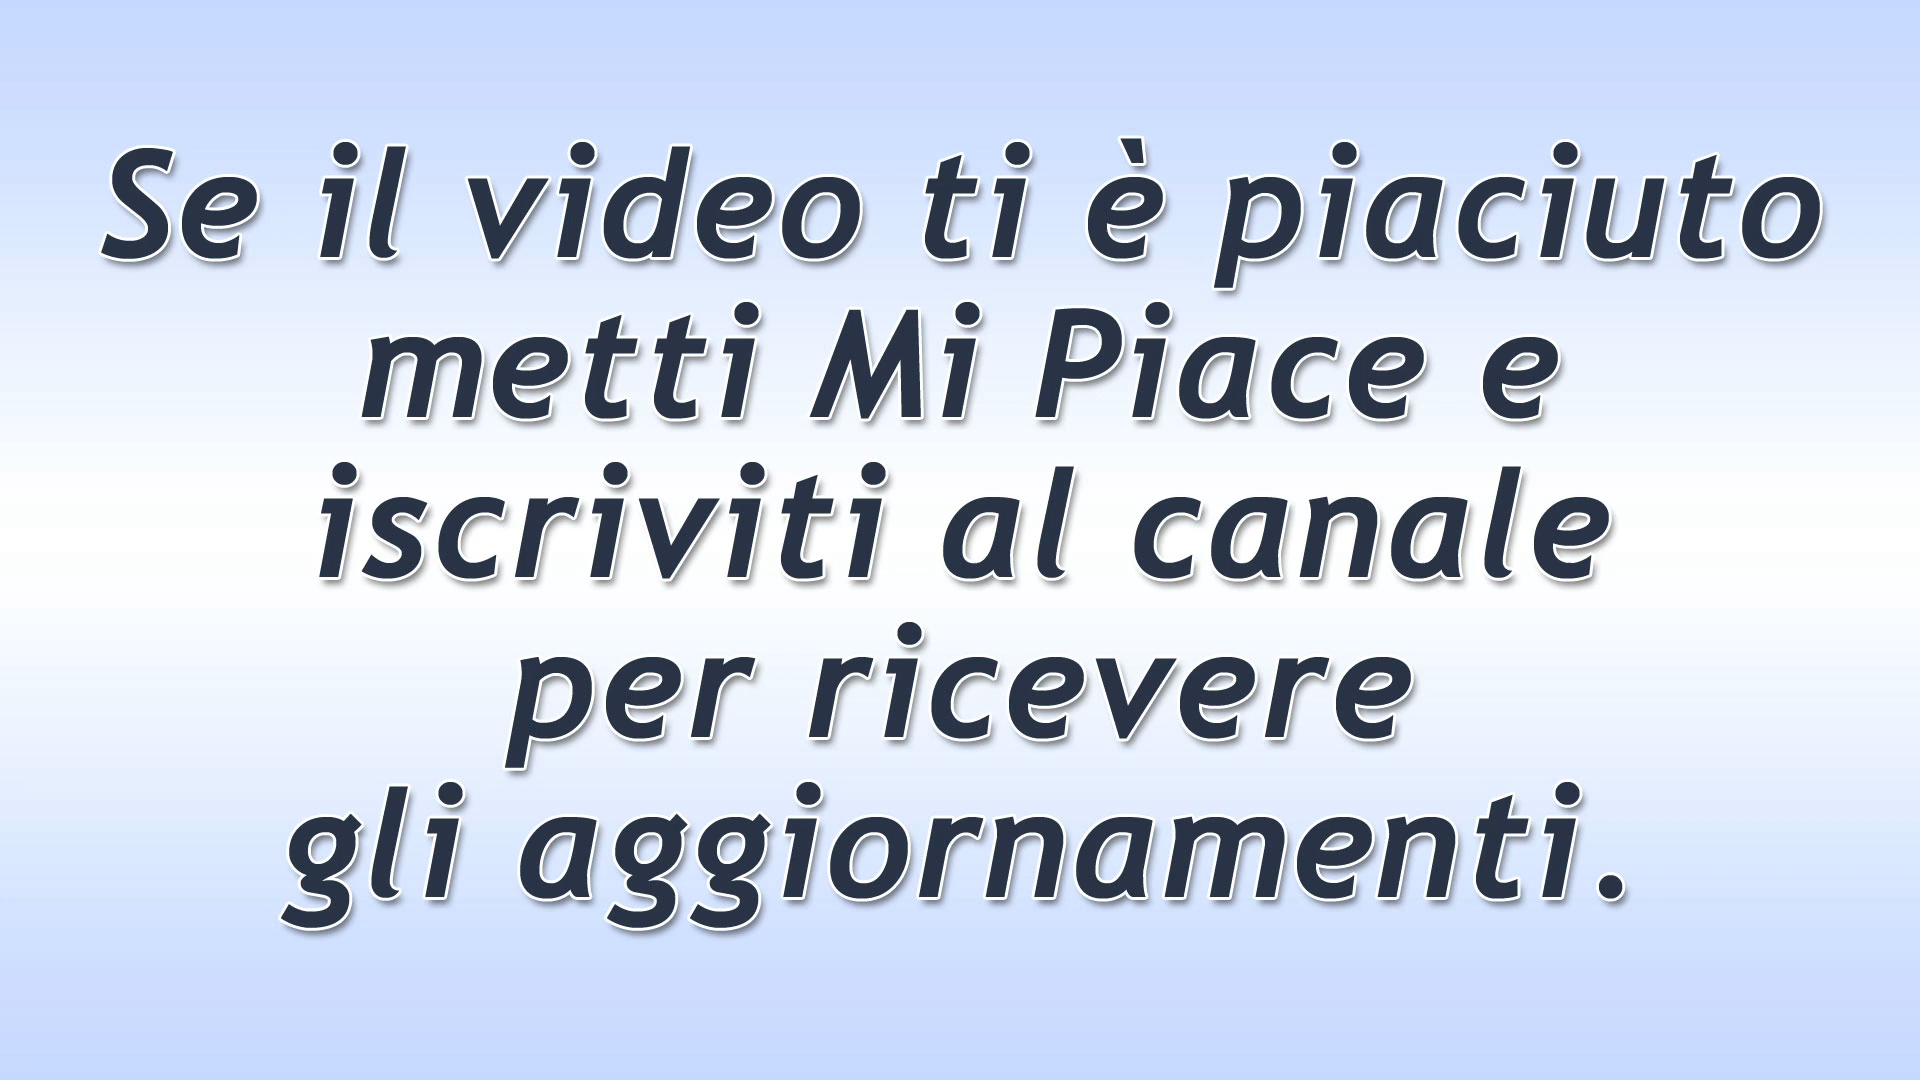 Se il video ti è piaciuto
metti Mi Piace e
iscriviti al canale
per ricevere
gli aggiornamenti.